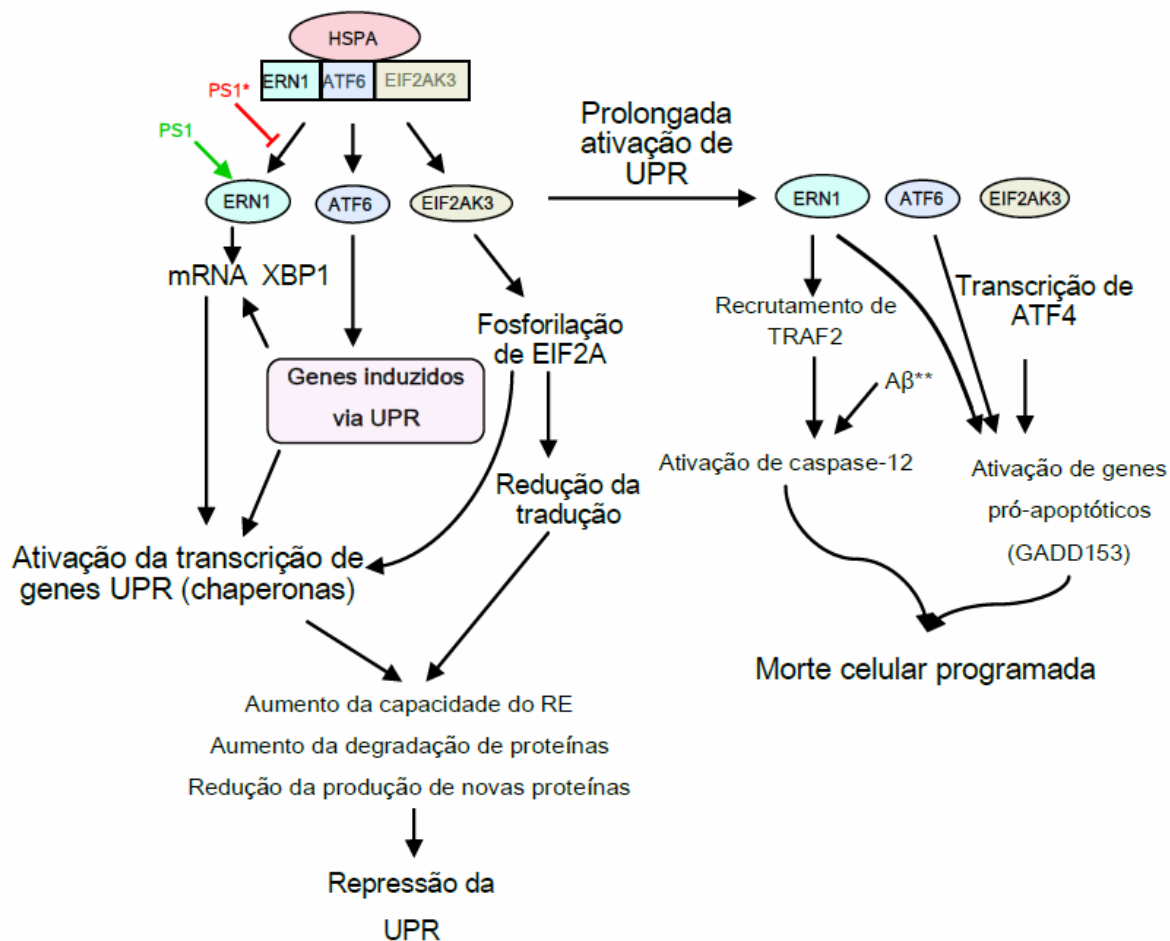 HSPA
ERN1 ATF6 EIF2AK3
PS1*
PS1
ERN1
ATF6
EIF2AK3
mRNA XBP1
Genes induzidos
via UPR
Fosforilação
de EIF2A
Redução da
tradução
Ativação da transcrição de
genes UPR (chaperonas)
Aumento da capacidade do RE
Aumento da degradação de proteínas
Redução da produção de novas proteínas
Repressão da
UPR
Prolongada
ativação de
UPR
ERN1
ATF6
EIF2AK3
Recrutamento de
TRAF2
Transcrição de
ATF4
Aβ**
Ativação de caspase-12
Ativação de genes
pró-apoptóticos
(GADD153)
Morte celular programada